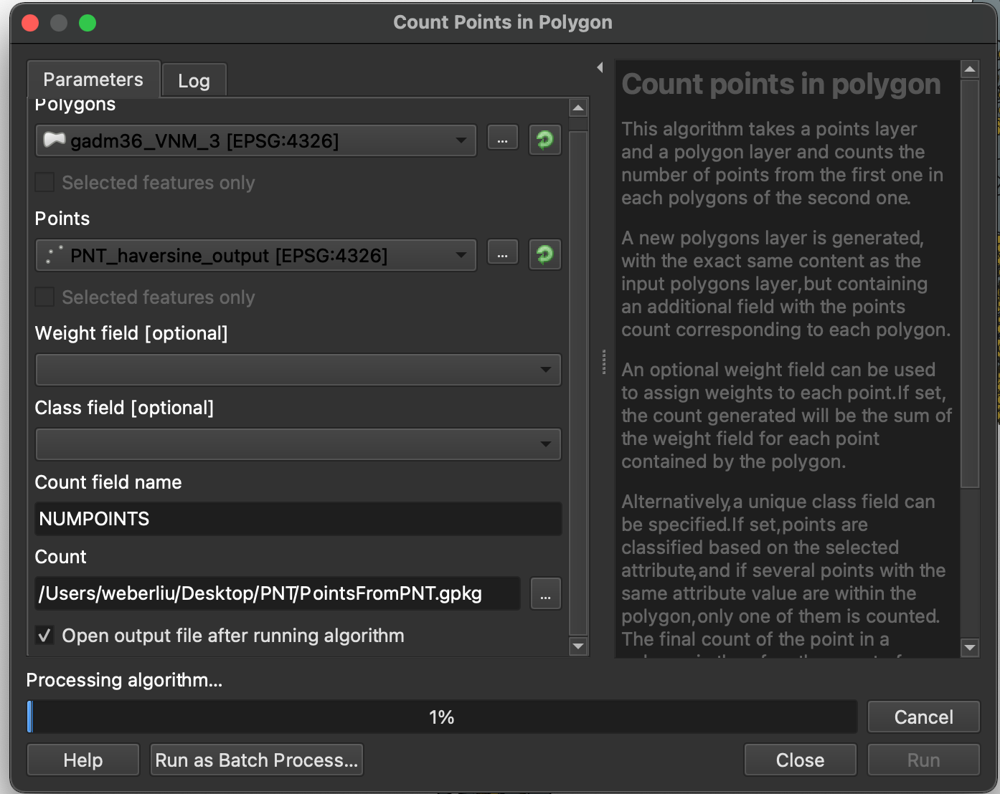 Count Points in Polygon
Parameters
Log
Polygons
gadm36_VNM_3 [EPSG:4326]
...
Selected features only
Points
PNT_haversine_output [EPSG:4326]
...
Selected features only
Weight field [optional]
Class field [optional]
Count field name
NUMPOINTS
Count
/Users/weberliu/Desktop/PNT/PointsFromPNT.gpkg
...
Open output file after running algorithm
Count points in polygon
This algorithm takes a points layer
and a polygon layer and counts the
number of points from the first one in
each polygons of the second one.
A new polygons layer is generated,
with the exact same content as the
input polygons layer,but containing
an additional field with the points
count corresponding to each polygon.
An optional weight field can be used
to assign weights to each point.If set,
the count generated will be the sum of
the weight field for each point
contained by the polygon.
Alternatively,a unique class field can
be specified.If set,points are
classified based on the selected
attribute,and if several points with the
same attribute value are within the
polygon,only one of them is counted.
The final count of the point in a
Processing algorithm...
1%
Cancel
Help
Run as Batch Process...
Close
Run